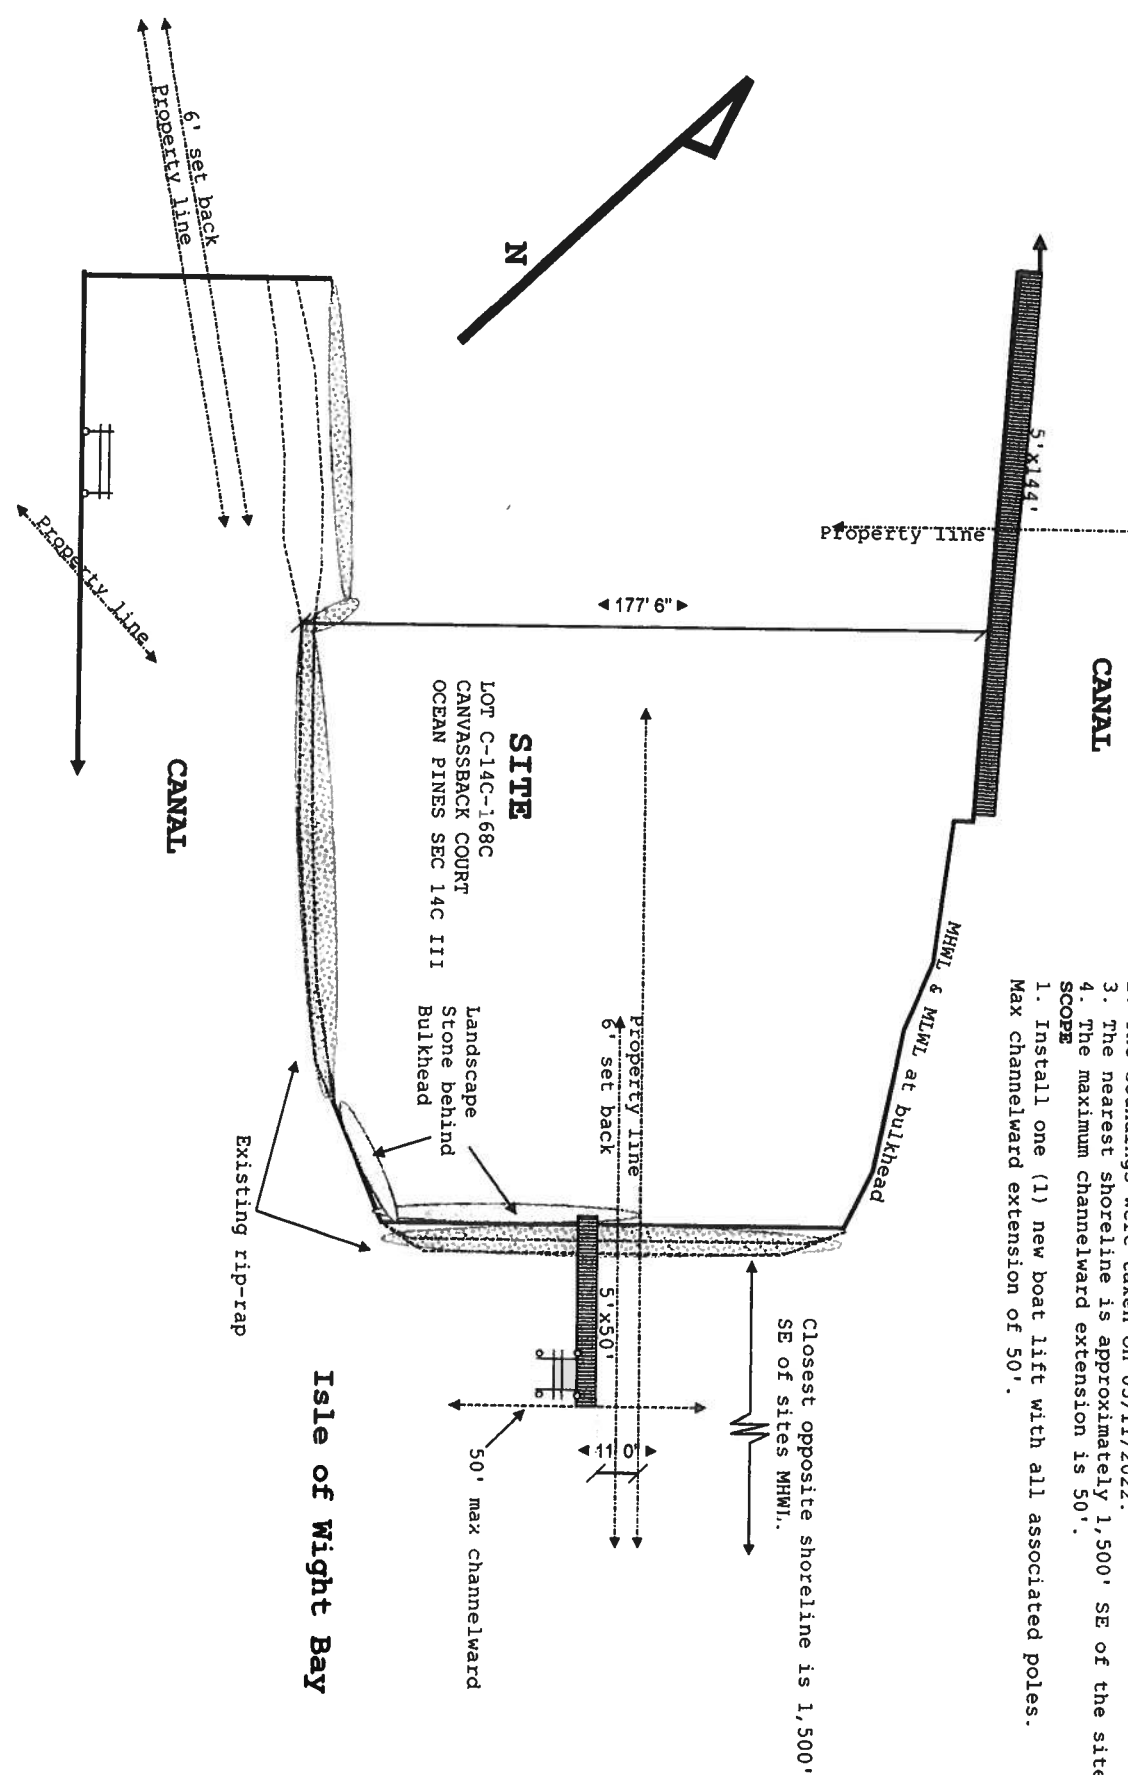 3. The nearest shoreline is approximately 1,500' SE of the site
4. The maximum channelward extension is 50'.
SCOPE
1. Install one (1) new boat lift with all associated poles.
Max channelward extension of 50'.
CANAL
5'x144'
Property line
MHWL & MLWL at bulkhead
177' 6"
N
SITE
LOT C-14C-168C
CANVASSBACK COURT
OCEAN PINES SEC 14C III
Property line
6' set back
Landscape
Stone behind
Bulkhead
Closest opposite shoreline is 1,500'
SE of sites MHWL.
5'x50'
11' 0"
50' max channelward
Isle of Wight Bay
Existing rip-rap
6' set back
Property line
Property line
CANAL